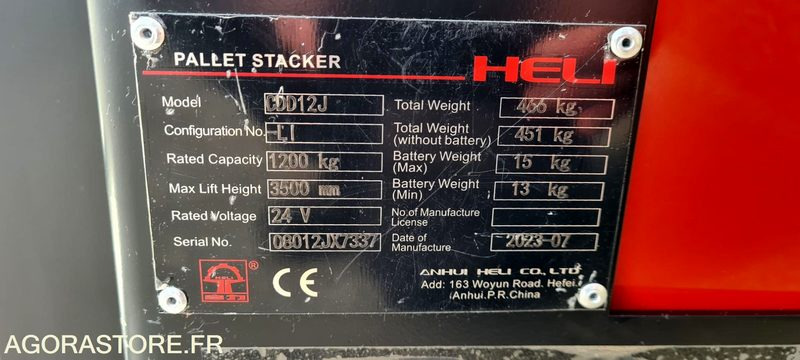 PALLET STACKER
HELI
Model CDD12J Total Weight 466 kg
Configuration No. -LI Total Weight (without battery) 451 kg
Rated Capacity 1200 kg Battery Weight (Max) 15 kg
Max Lift Height 3500 mm Battery Weight (Min) 13 kg
Rated Voltage 24 V No.of Manufacture License
Serial No. 08012JX7337 Date of Manufacture 2023-07
HELI ® CE
ANHUI HELI CO., LTD
Add: 163 Woyun Road. Hefei.
Anhui.P.R.China
AGORASTORE.FR